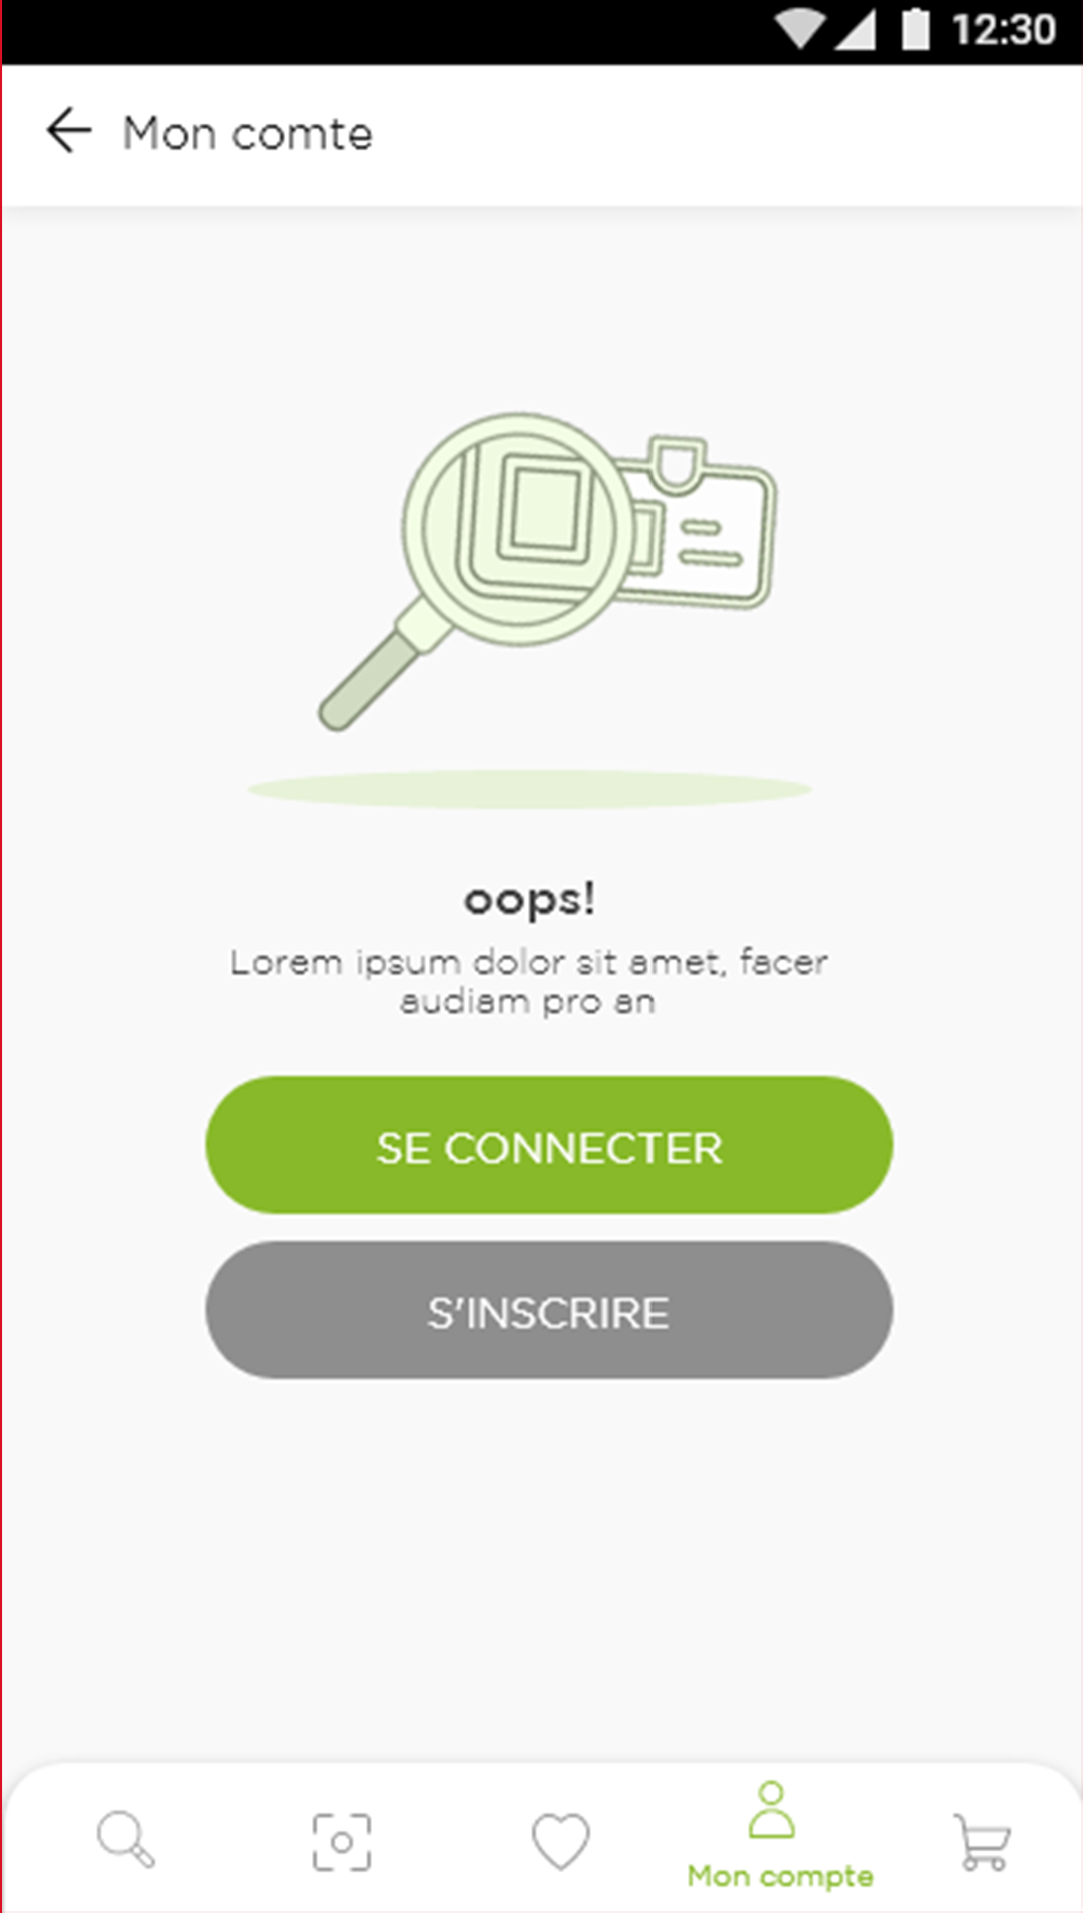 12:30
Mon comte
oops!
Lorem ipsum dolor sit amet, facer
audiam pro an
SE CONNECTER
S'INSCRIRE
Mon compte